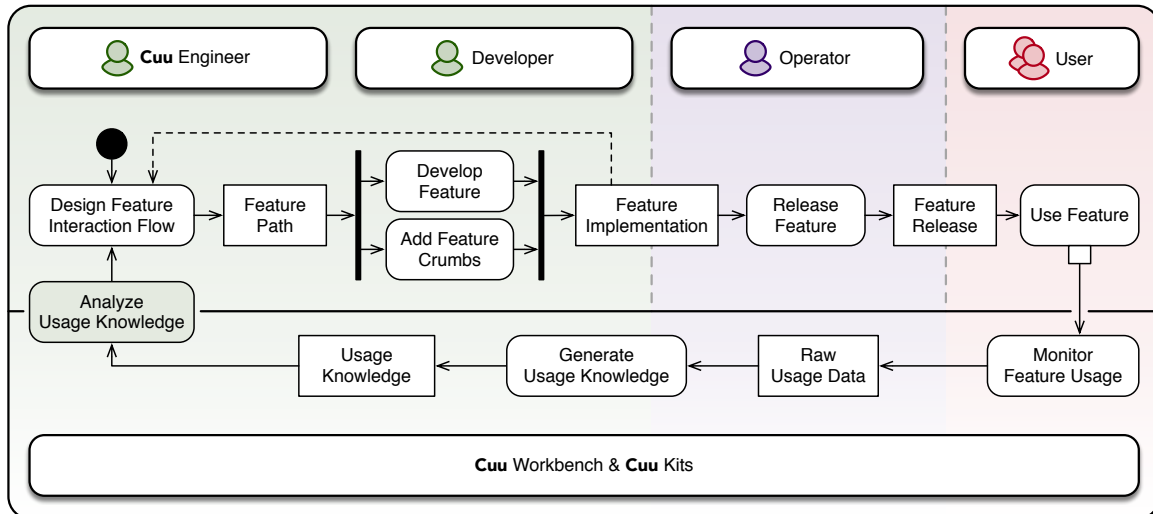 Cuu Engineer
Developer
Operator
User
Design Feature
Interaction Flow
Feature
Path
Develop
Feature
Add Feature
Crumbs
Feature
Implementation
Release
Feature
Feature
Release
Use Feature
Analyze
Usage Knowledge
Usage
Knowledge
Generate
Usage Knowledge
Raw
Usage Data
Monitor
Feature Usage
Cuu Workbench & Cuu Kits